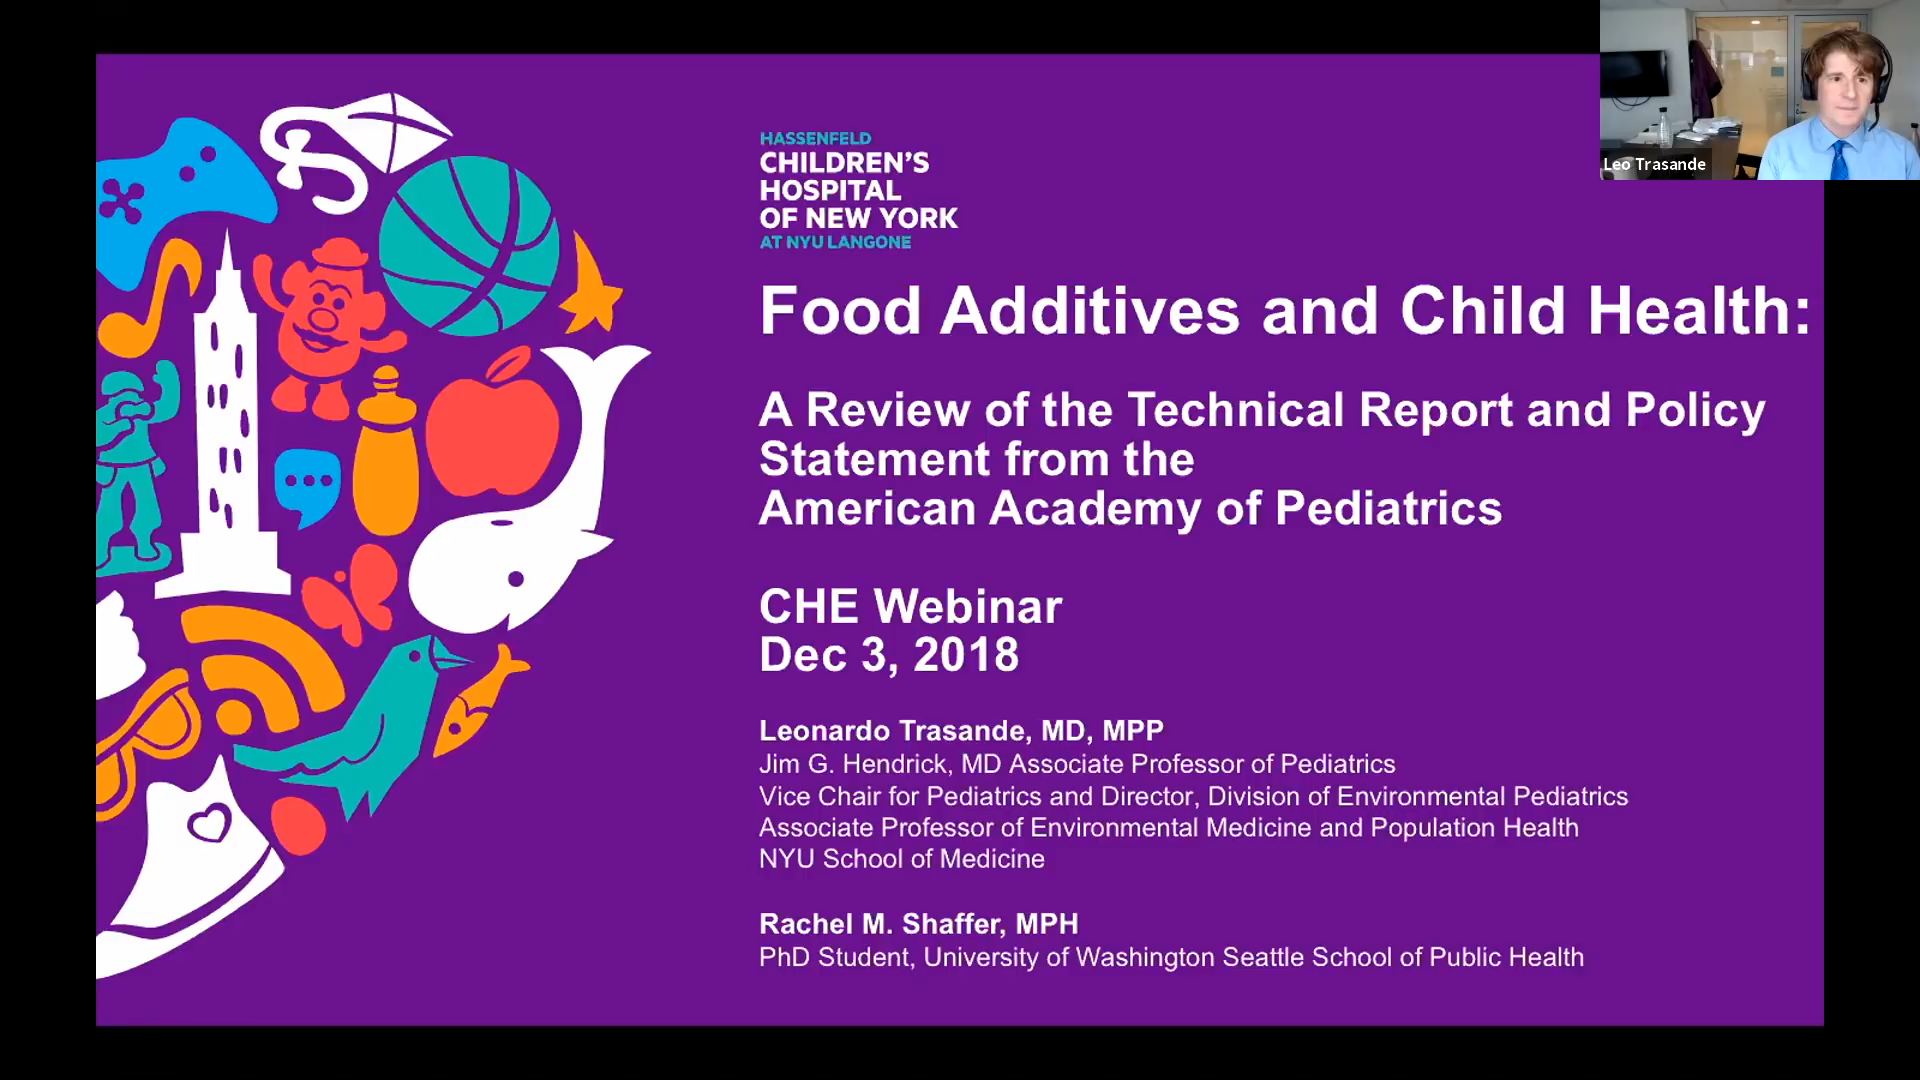 HASSENFELD
CHILDREN'S
HOSPITAL
OF NEW YORK
AT NYU LANGONE
Food Additives and Child Health:
A Review of the Technical Report and Policy
Statement from the
American Academy of Pediatrics
CHE Webinar
Dec 3, 2018
Leonardo Trasande, MD, MPP
Jim G. Hendrick, MD Associate Professor of Pediatrics
Vice Chair for Pediatrics and Director, Division of Environmental Pediatrics
Associate Professor of Environmental Medicine and Population Health
NYU School of Medicine
Rachel M. Shaffer, MPH
PhD Student, University of Washington Seattle School of Public Health
Leo Trasande